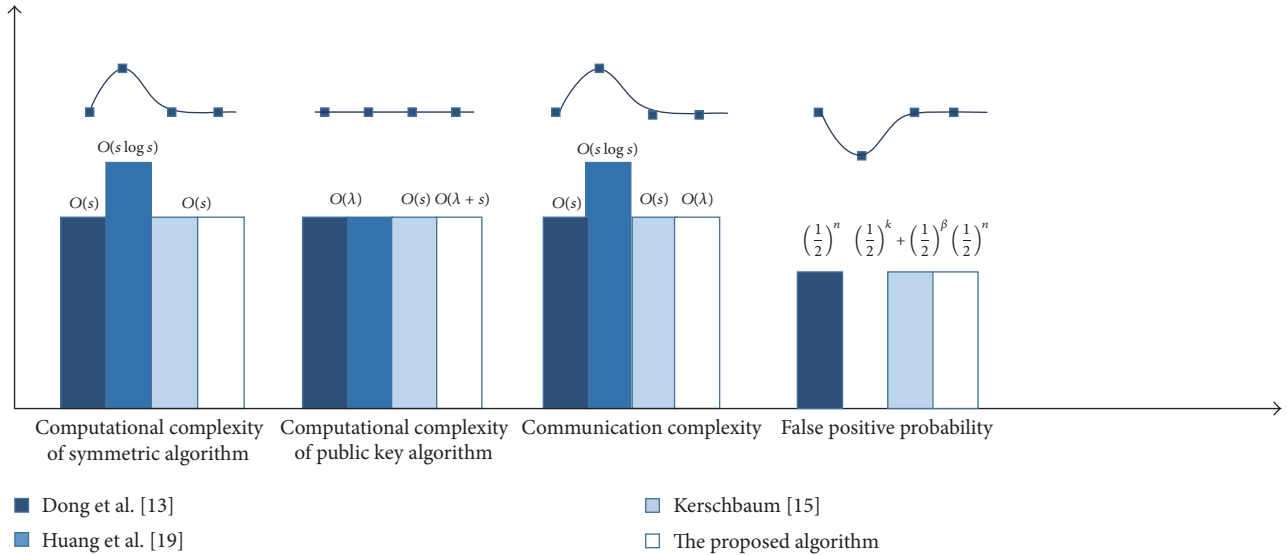 O(s log s)
O(s)
O(s)
O(λ)
O(s)
O(λ + s)
O(s log s)
O(s)
O(s)
O(λ)
(1/2)^n
(1/2)^k + (1/2)^β
(1/2)^n
Computational complexity
of symmetric algorithm
Computational complexity
of public key algorithm
Communication complexity
False positive probability
Dong et al. [13]
Huang et al. [19]
Kerschbaum [15]
The proposed algorithm